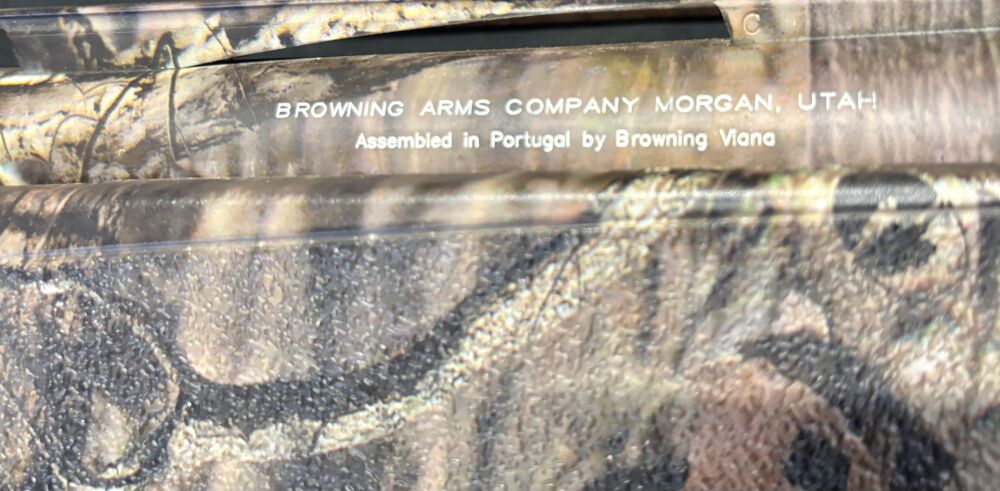 C
BROWNING ARMS COMPANY MORGAN, UTAH
Assembled in Portugal by Browning Viana